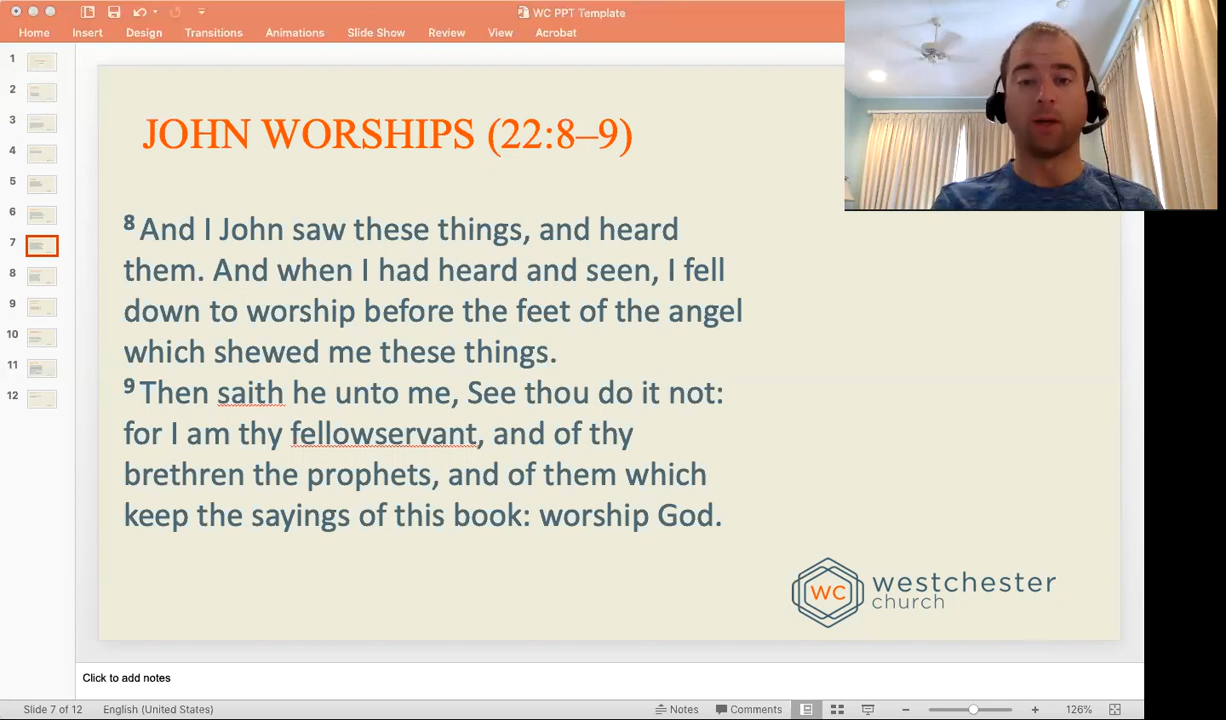 WC PPT Template
Home Insert Design Transitions Animations Slide Show Review View Acrobat
1
2
3
4
5
6
7
8
9
10
11
12
JOHN WORSHIPS (22:8–9)
8 And I John saw these things, and heard
them. And when I had heard and seen, I fell
down to worship before the feet of the angel
which shewed me these things.
9 Then saith he unto me, See thou do it not:
for I am thy fellowservant, and of thy
brethren the prophets, and of them which
keep the sayings of this book: worship God.
WC
westchester
church
Click to add notes
Slide 7 of 12 English (United States) Notes Comments 126%